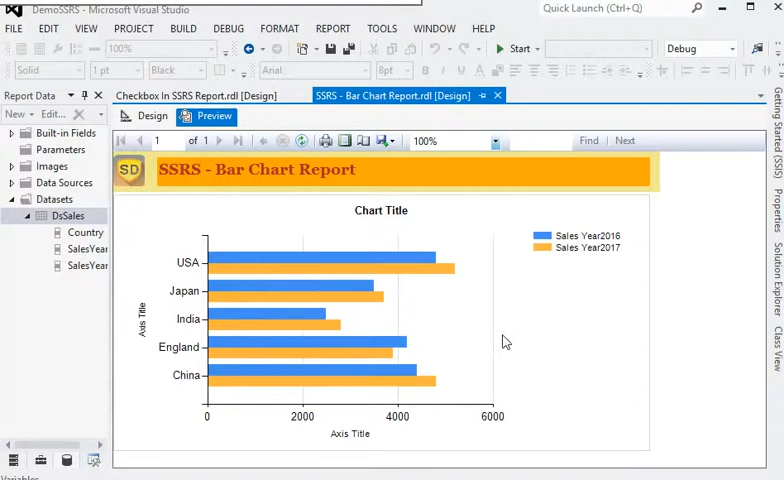 DemoSSRS - Microsoft Visual Studio
Quick Launch (Ctrl+Q)
FILE EDIT VIEW PROJECT BUILD DEBUG FORMAT REPORT TOOLS WINDOW HELP
100% Start Debug
Solid 1 pt Black Arial 8pt B I U A
Report Data
Checkbox In SSRS Report.rdl [Design] SSRS - Bar Chart Report.rdl [Design]
New Edit...
Design Preview
Built-in Fields
Parameters
Images
Data Sources
Datasets
DsSales
Country
SalesYear
SalesYear
1 of 1 100% Find Next
SD SSRS - Bar Chart Report
Chart Title
Sales Year2016
Sales Year2017
USA
Japan
India
England
China
Axis Title
0 2000 4000 6000
Axis Title
Getting Started (SSIS)
Properties
Solution Explorer
Class View
Variables